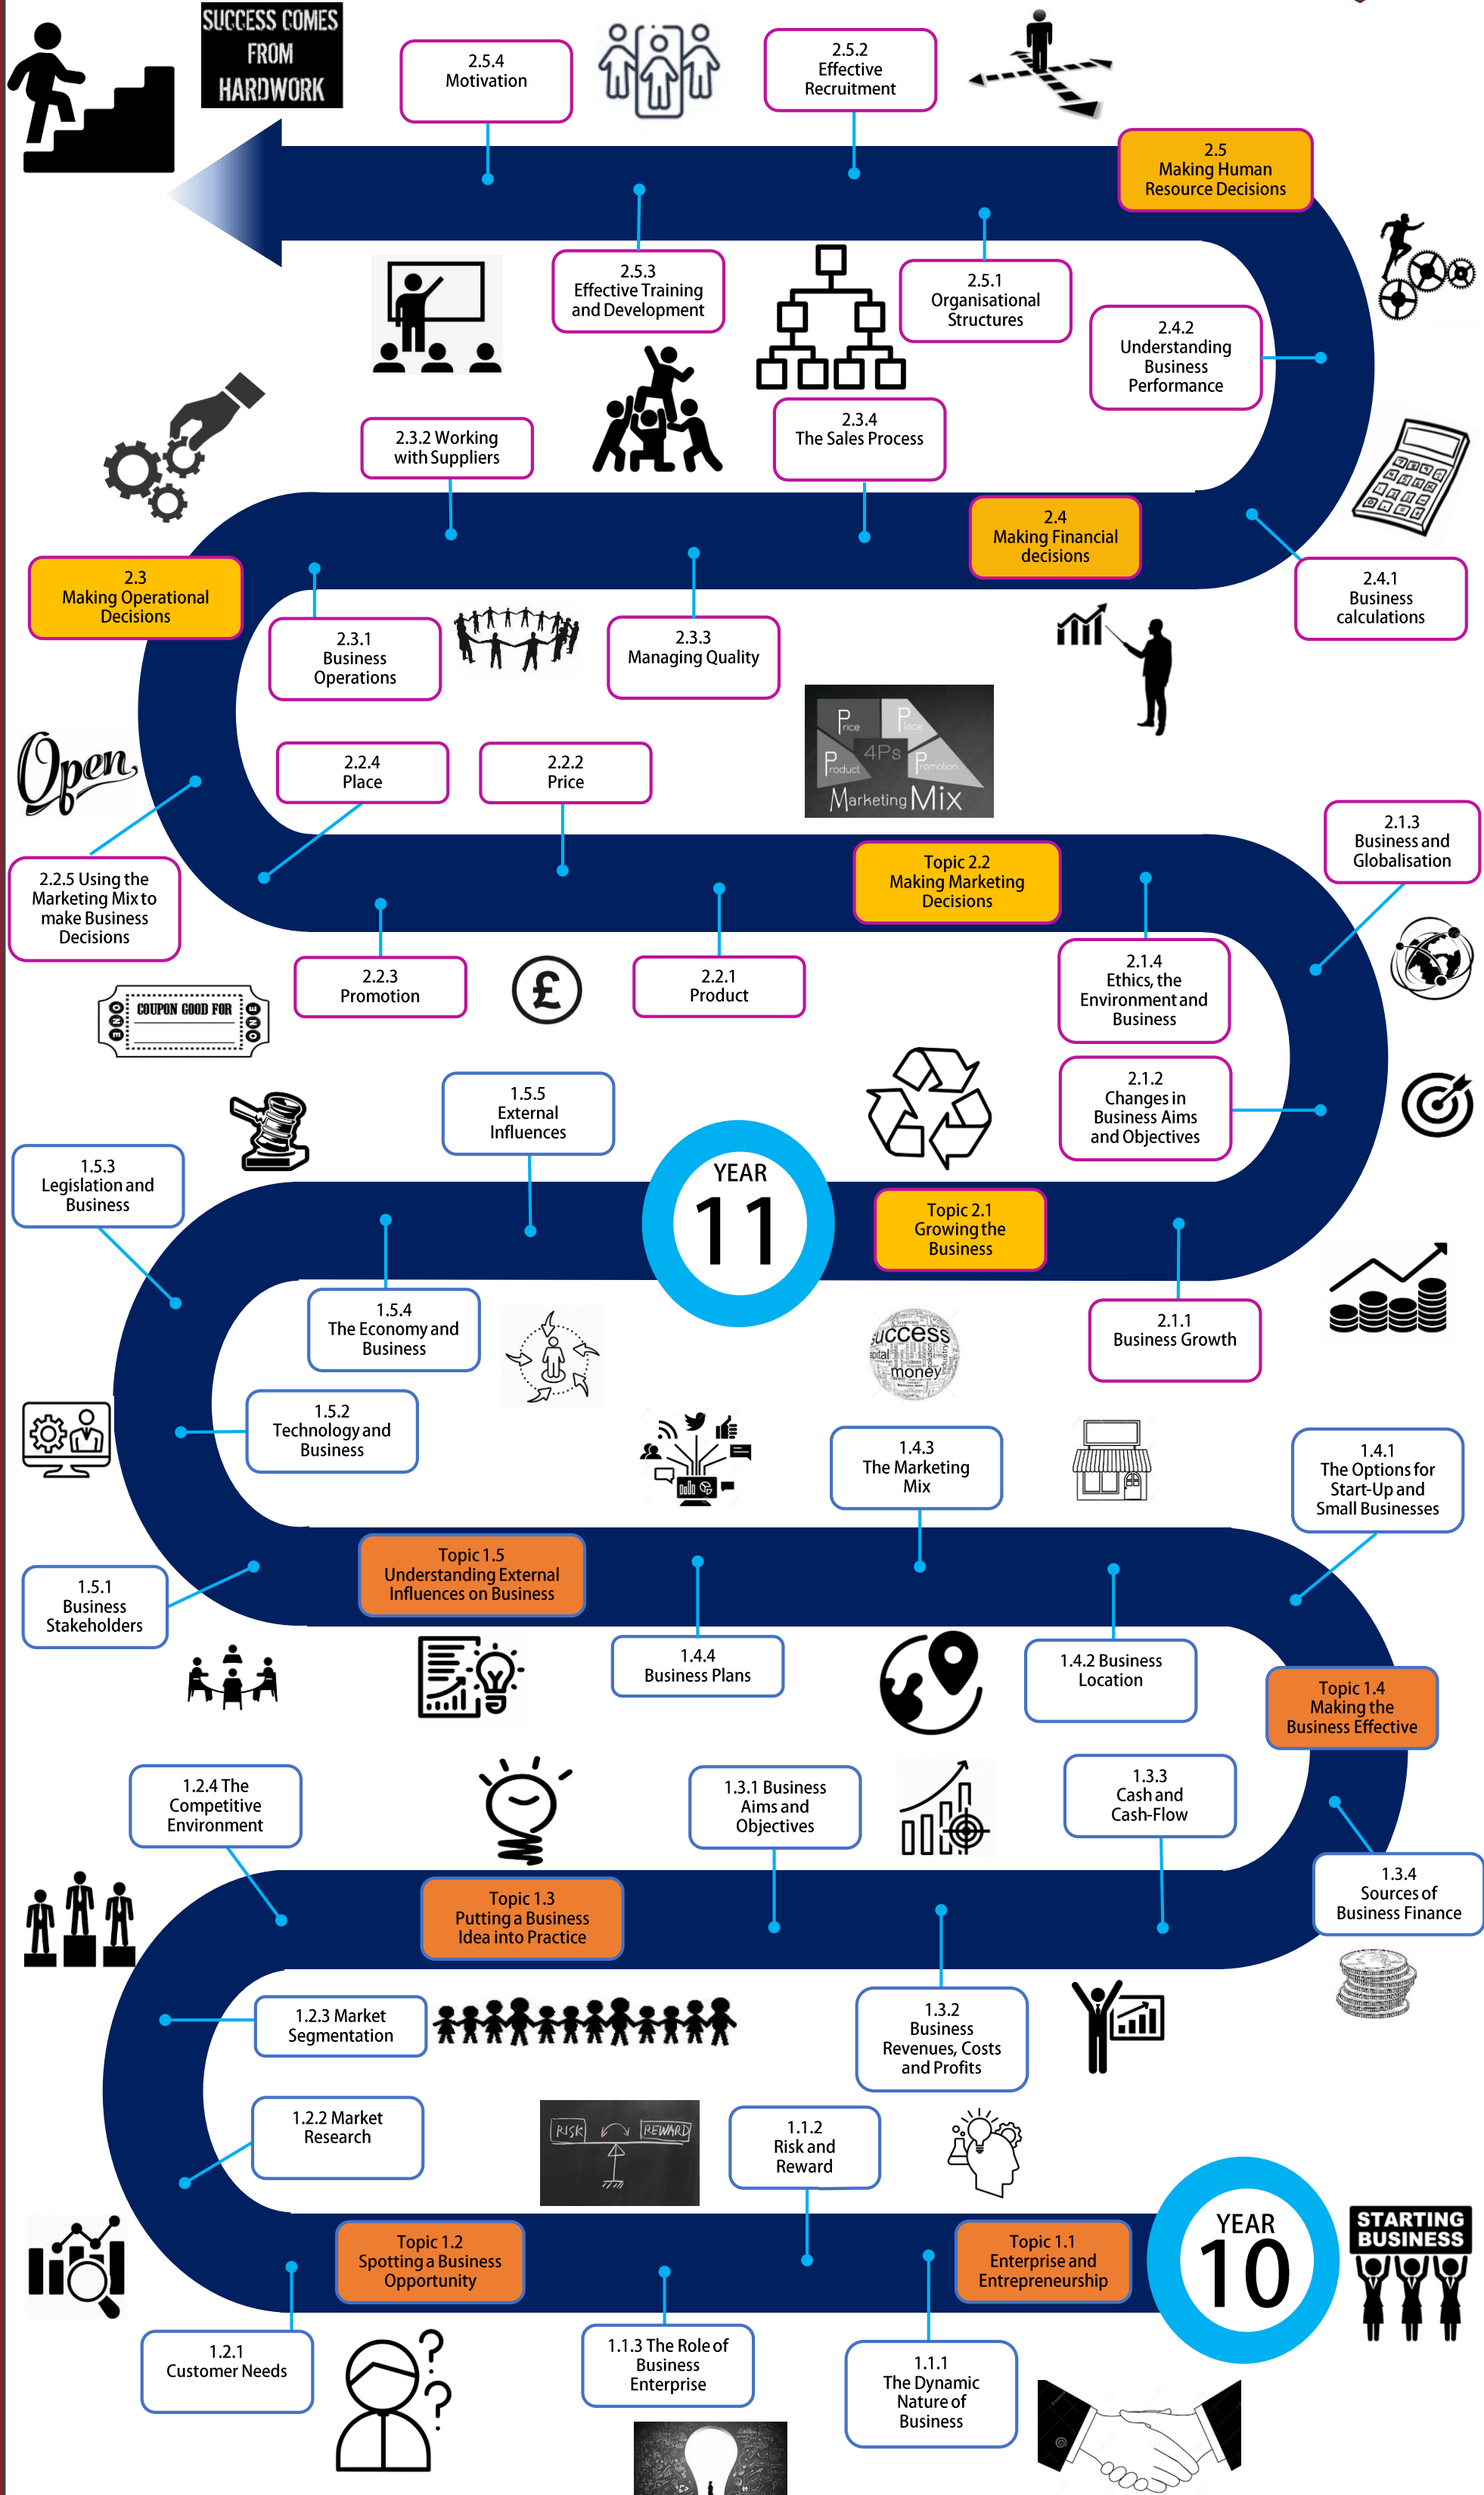 SUCCESS COMES
FROM
HARDWORK
2.5.4
Motivation
2.5.2
Effective
Recruitment
2.5
Making Human
Resource Decisions
2.5.3
Effective Training
and Development
2.5.1
Organisational
Structures
2.4.2
Understanding
Business
Performance
2.3.2 Working
with Suppliers
2.3.4
The Sales Process
2.4
Making Financial
decisions
2.4.1
Business
calculations
2.3
Making Operational
Decisions
2.3.1
Business
Operations
2.3.3
Managing Quality
Price
Place
4Ps
Product
Promotion
Marketing Mix
Open
2.2.4
Place
2.2.2
Price
2.1.3
Business and
Globalisation
Topic 2.2
Making Marketing
Decisions
2.2.5 Using the
Marketing Mix to
make Business
Decisions
2.2.3
Promotion
£
2.2.1
Product
2.1.4
Ethics, the
Environment and
Business
ONE
COUPON GOOD FOR
ONE
2.1.2
Changes in
Business Aims
and Objectives
1.5.5
External
Influences
1.5.3
Legislation and
Business
YEAR
11
Topic 2.1
Growing the
Business
1.5.4
The Economy and
Business
success
money
2.1.1
Business Growth
1.5.2
Technology and
Business
1.4.3
The Marketing
Mix
1.4.1
The Options for
Start-Up and
Small Businesses
Topic 1.5
Understanding External
Influences on Business
1.5.1
Business
Stakeholders
1.4.4
Business Plans
1.4.2 Business
Location
Topic 1.4
Making the
Business Effective
1.2.4 The
Competitive
Environment
1.3.1 Business
Aims and
Objectives
1.3.3
Cash and
Cash-Flow
1.3.4
Sources of
Business Finance
Topic 1.3
Putting a Business
Idea into Practice
1.2.3 Market
Segmentation
1.3.2
Business
Revenues, Costs
and Profits
1.2.2 Market
Research
RISK
REWARD
1.1.2
Risk and
Reward
Topic 1.2
Spotting a Business
Opportunity
Topic 1.1
Enterprise and
Entrepreneurship
YEAR
10
STARTING
BUSINESS
1.2.1
Customer Needs
1.1.3 The Role of
Business
Enterprise
1.1.1
The Dynamic
Nature of
Business